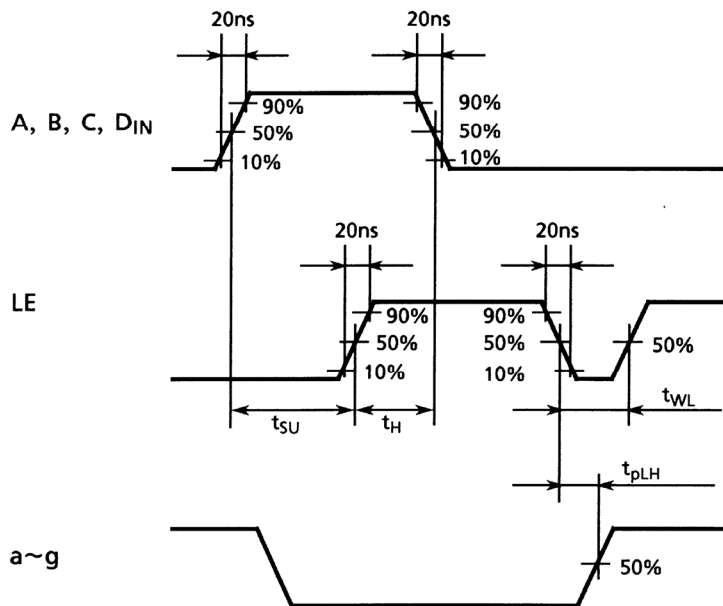 20ns 20ns
A, B, C, DIN
90% 90%
50% 50%
10% 10%
20ns 20ns
LE
90% 90%
50% 50% 50%
10% 10%
tSU tH tWL
tpLH
a~g
50%